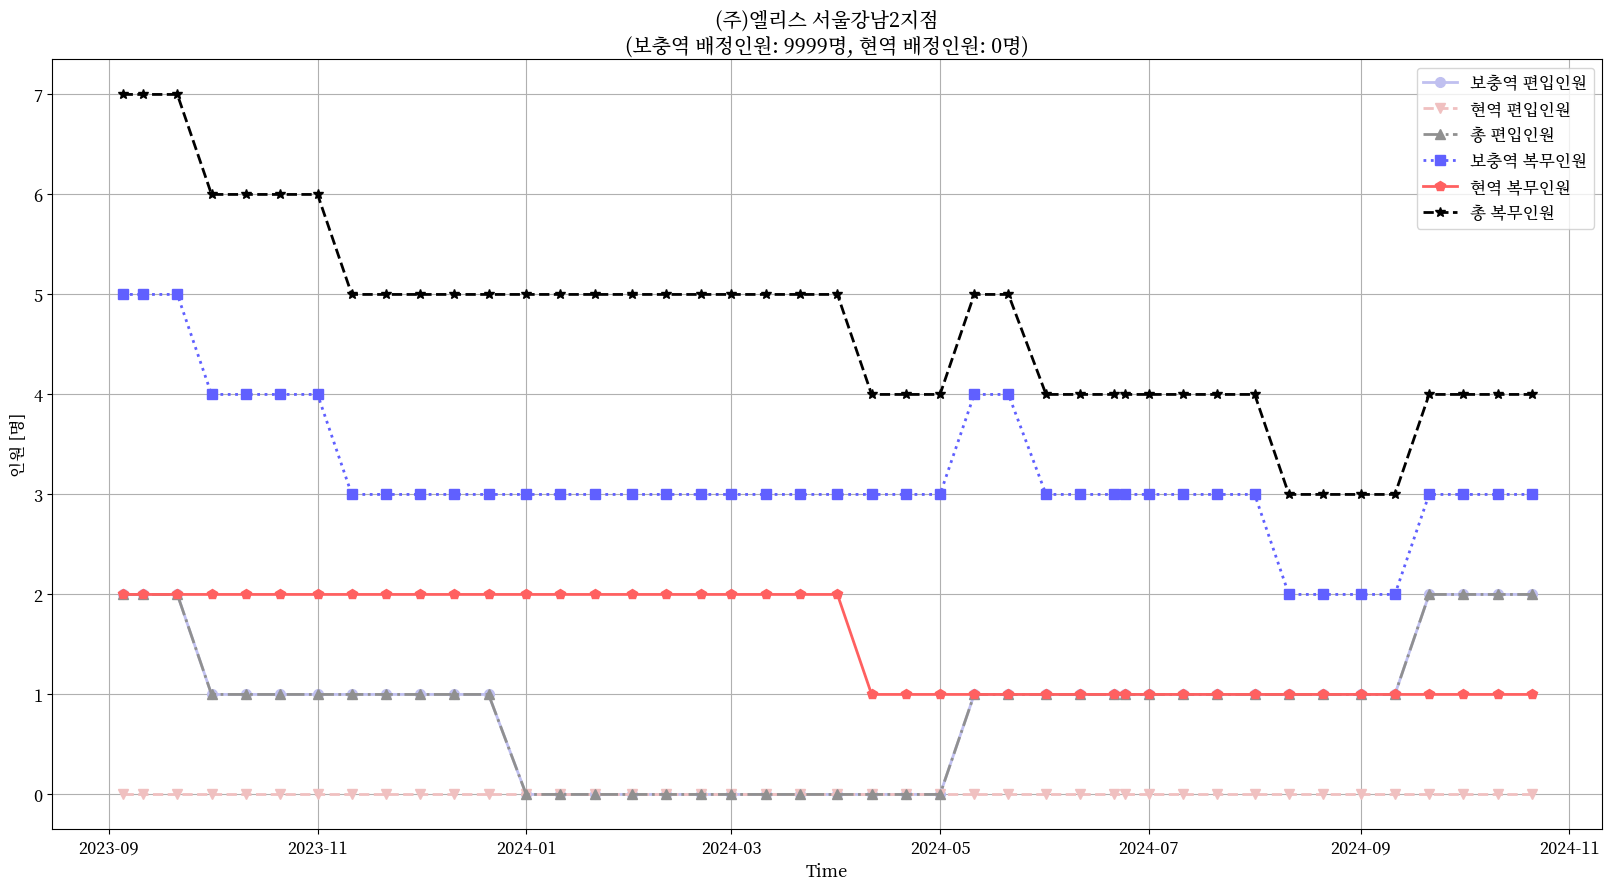 (주)엘리스 서울강남2지점
(보충역 배정인원: 9999명, 현역 배정인원: 0명)
보충역 편입인원
현역 편입인원
총 편입인원
보충역 복무인원
현역 복무인원
총 복무인원
인원 [명]
7
6
5
4
3
2
1
0
2023-09 2023-11 2024-01 2024-03 2024-05 2024-07 2024-09 2024-11
Time